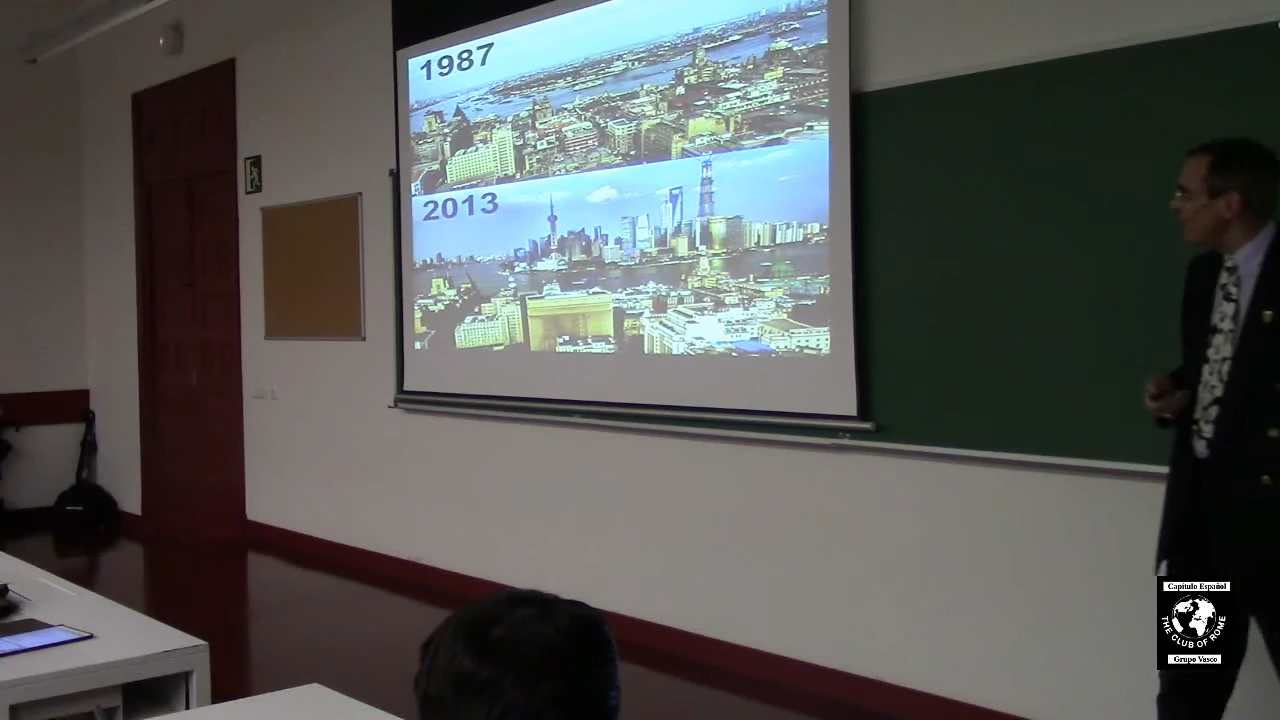 1987
2013
Capítulo Español
THE CLUB OF ROME
Grupo Vasco